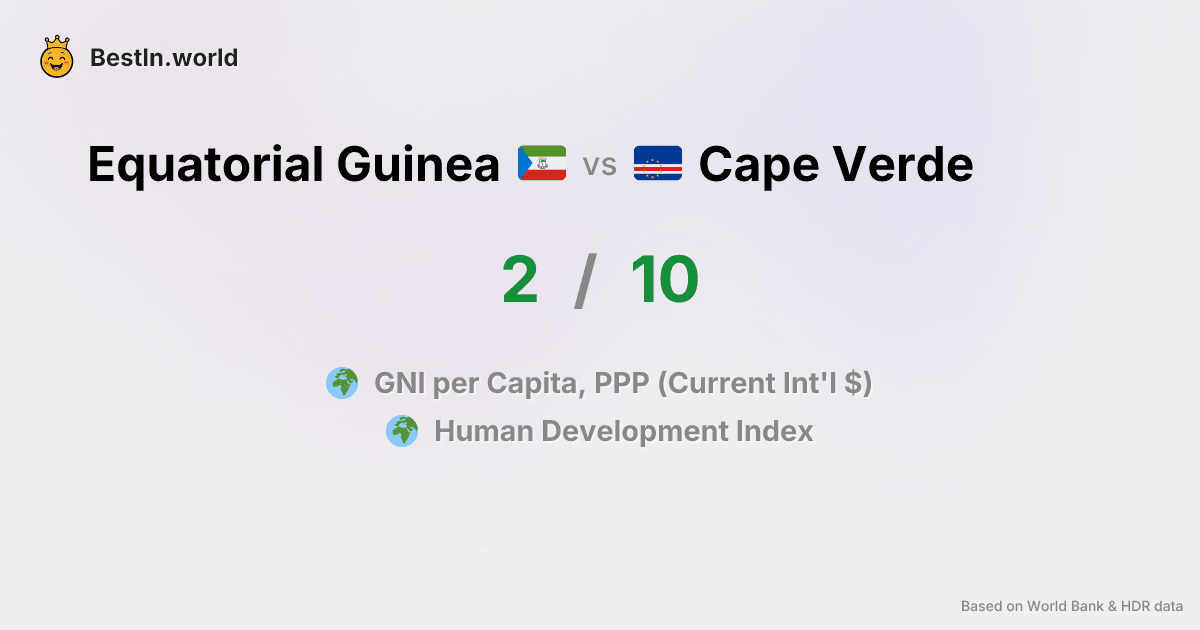 BestIn.world
Equatorial Guinea vs Cape Verde
2 / 10
GNI per Capita, PPP (Current Int'l $)
Human Development Index
Based on World Bank & HDR data